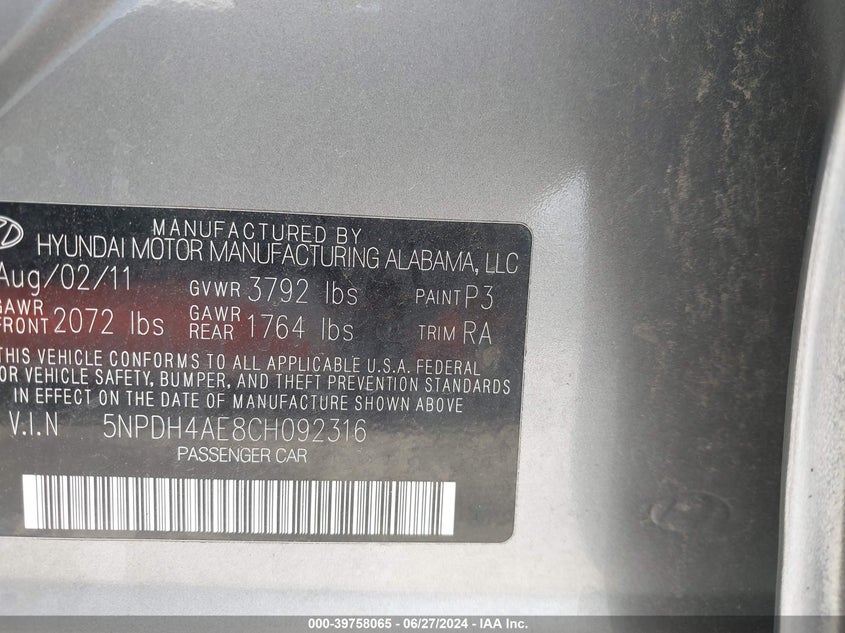 MANUFACTURED BY
HYUNDAI MOTOR MANUFACTURING ALABAMA, LLC
Aug/02/11 GVWR 3792 lbs PAINT P3
GAWR FRONT 2072 lbs GAWR REAR 1764 lbs TRIM RA
THIS VEHICLE CONFORMS TO ALL APPLICABLE U.S.A. FEDERAL
OR VEHICLE SAFETY, BUMPER, AND THEFT PREVENTION STANDARDS
IN EFFECT ON THE DATE OF MANUFACTURE SHOWN ABOVE
V.I.N 5NPDH4AE8CH092316
PASSENGER CAR
000-39758065 - 06/27/2024 - IAA Inc.